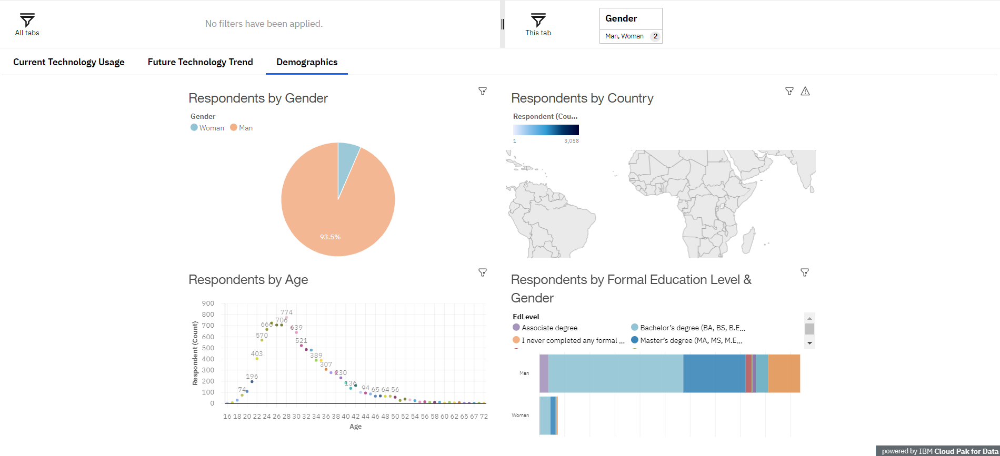 All tabs
No filters have been applied.
This tab
Gender
Man, Woman 2
Current Technology Usage
Future Technology Trend
Demographics
Respondents by Gender
Gender
Woman
Man
93.5%
Respondents by Country
Respondent (Cou...
1
3,058
Respondents by Age
Respondent (Count)
900
800
700
600
500
400
300
200
100
0
74
196
403
570
666
706
774
639
521
389
307
230
136
94
65
64
56
16 18 20 22 24 26 28 30 32 34 36 38 40 42 44 46 48 50 52 54 56 58 60 62 65 67 72
Age
Respondents by Formal Education Level &
Gender
EdLevel
Associate degree
Bachelor’s degree (BA, BS, B.E...
I never completed any formal ...
Master’s degree (MA, MS, M.E...
Man
Woman
powered by IBM Cloud Pak for Data